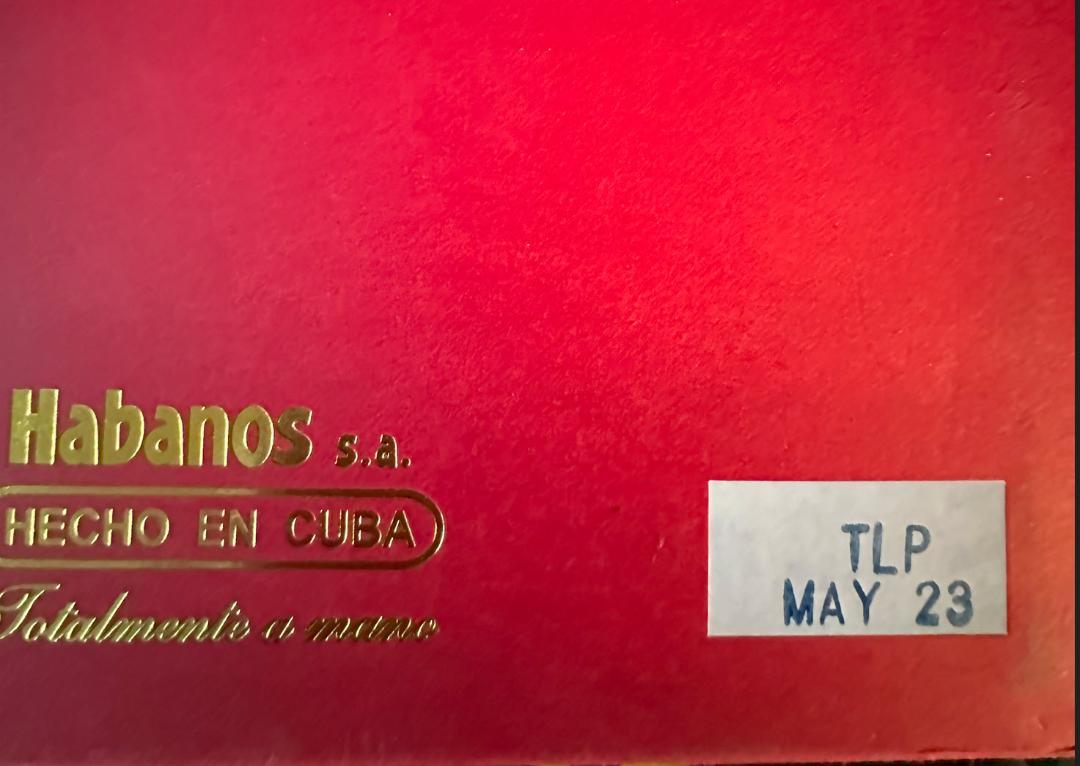 Habanos s.a.
HECHO EN CUBA
Totalmente a mano
TLP
MAY 23